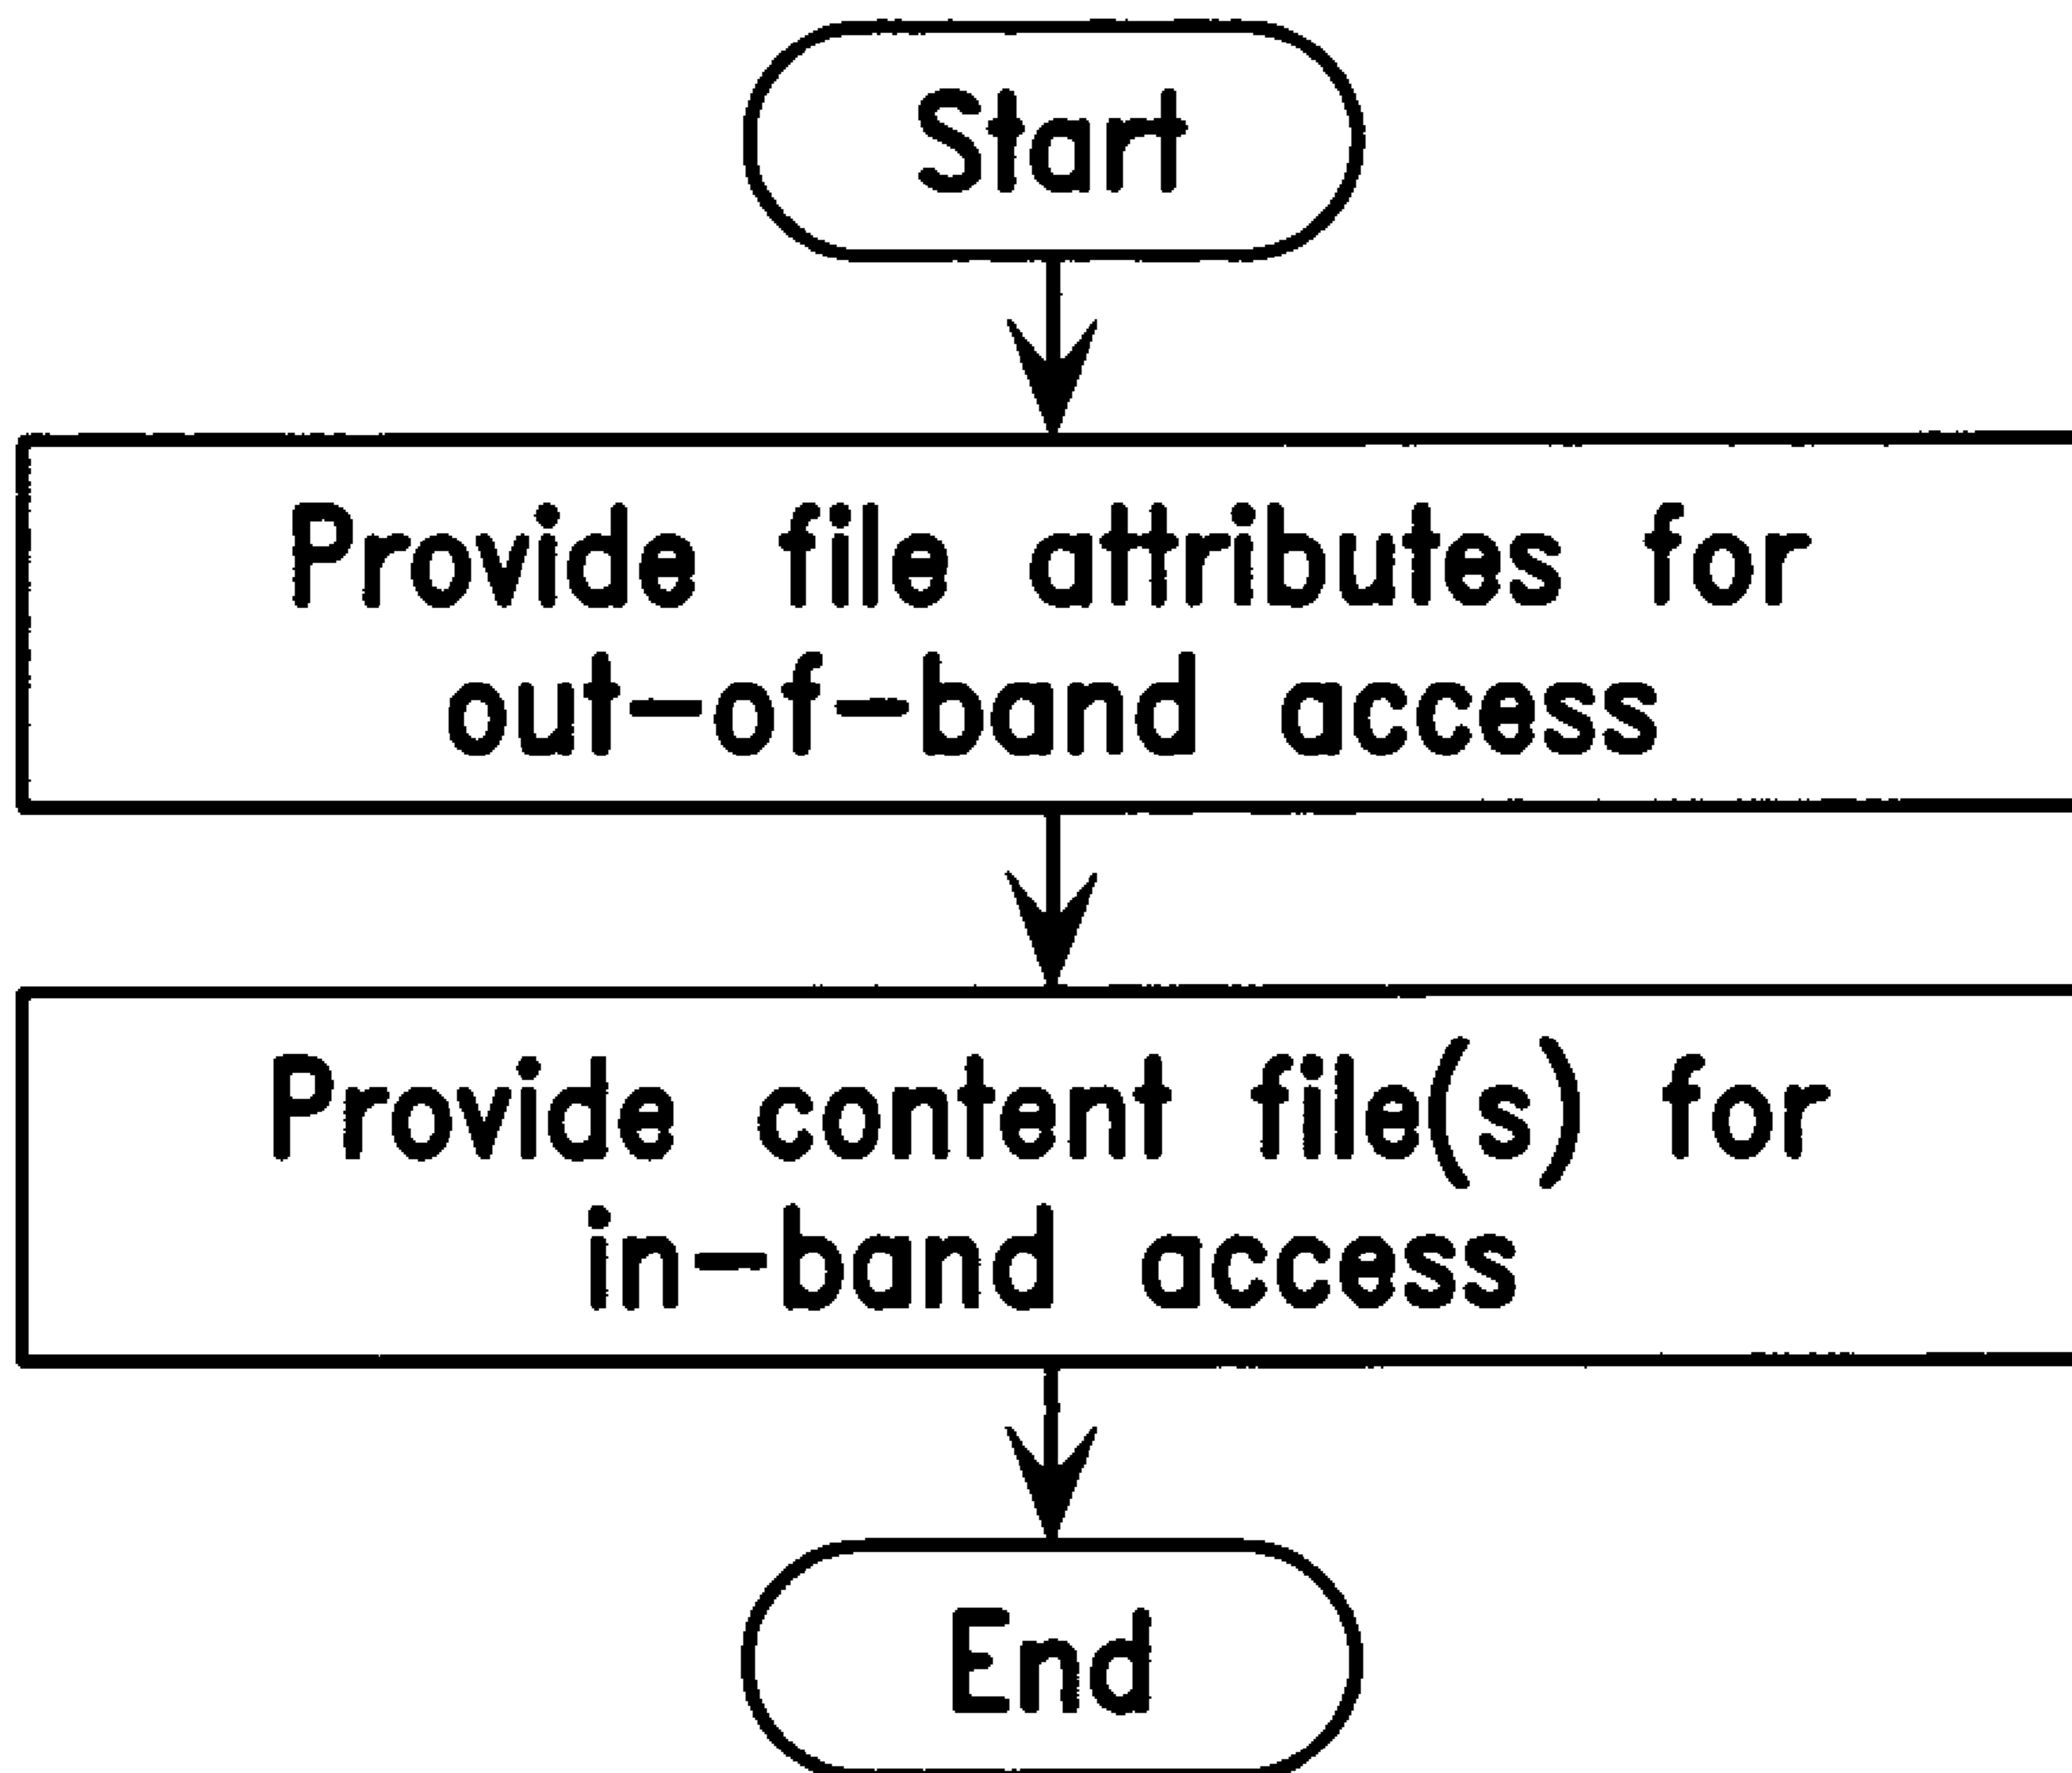 Start
Provide file attributes for
out-of-band access
Provide content file(s) for
in-band access
End